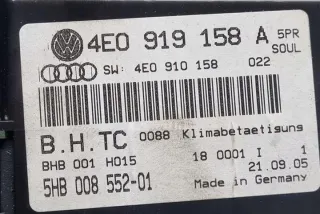 4E0 919 158 A 5PR
SOUL
SW: 4E0 910 158 022
B.H.TC 0088 Klimabetaetisuns
BHB 001 H015 18 0001 I 1
21.09.05
5HB 008 552-01 Made in Germany